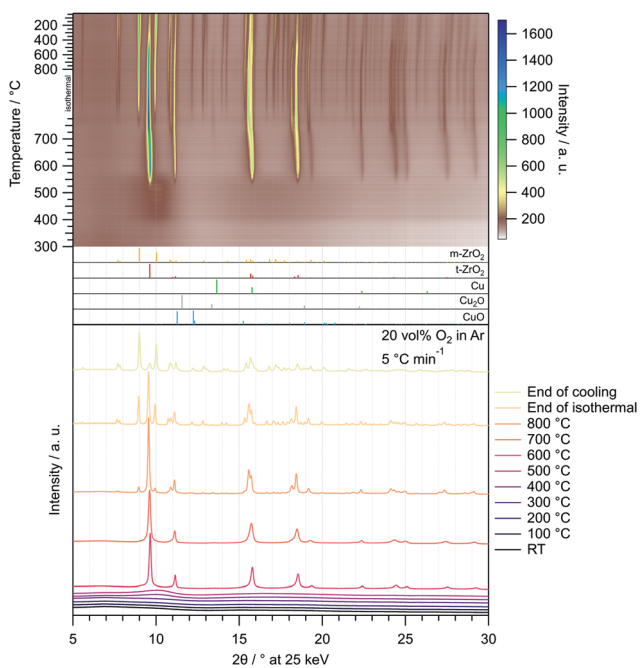 200
400
600
800
isothermal
700
600
500
400
300
Temperature / °C
1600
1400
1200
1000
800
600
400
200
Intensity / a. u.
m-ZrO₂
t-ZrO₂
Cu
Cu₂O
CuO
20 vol% O₂ in Ar
5 °C min⁻¹
Intensity / a. u.
End of cooling
End of isothermal
800 °C
700 °C
600 °C
500 °C
400 °C
300 °C
200 °C
100 °C
RT
5 10 15 20 25 30
2θ / ° at 25 keV